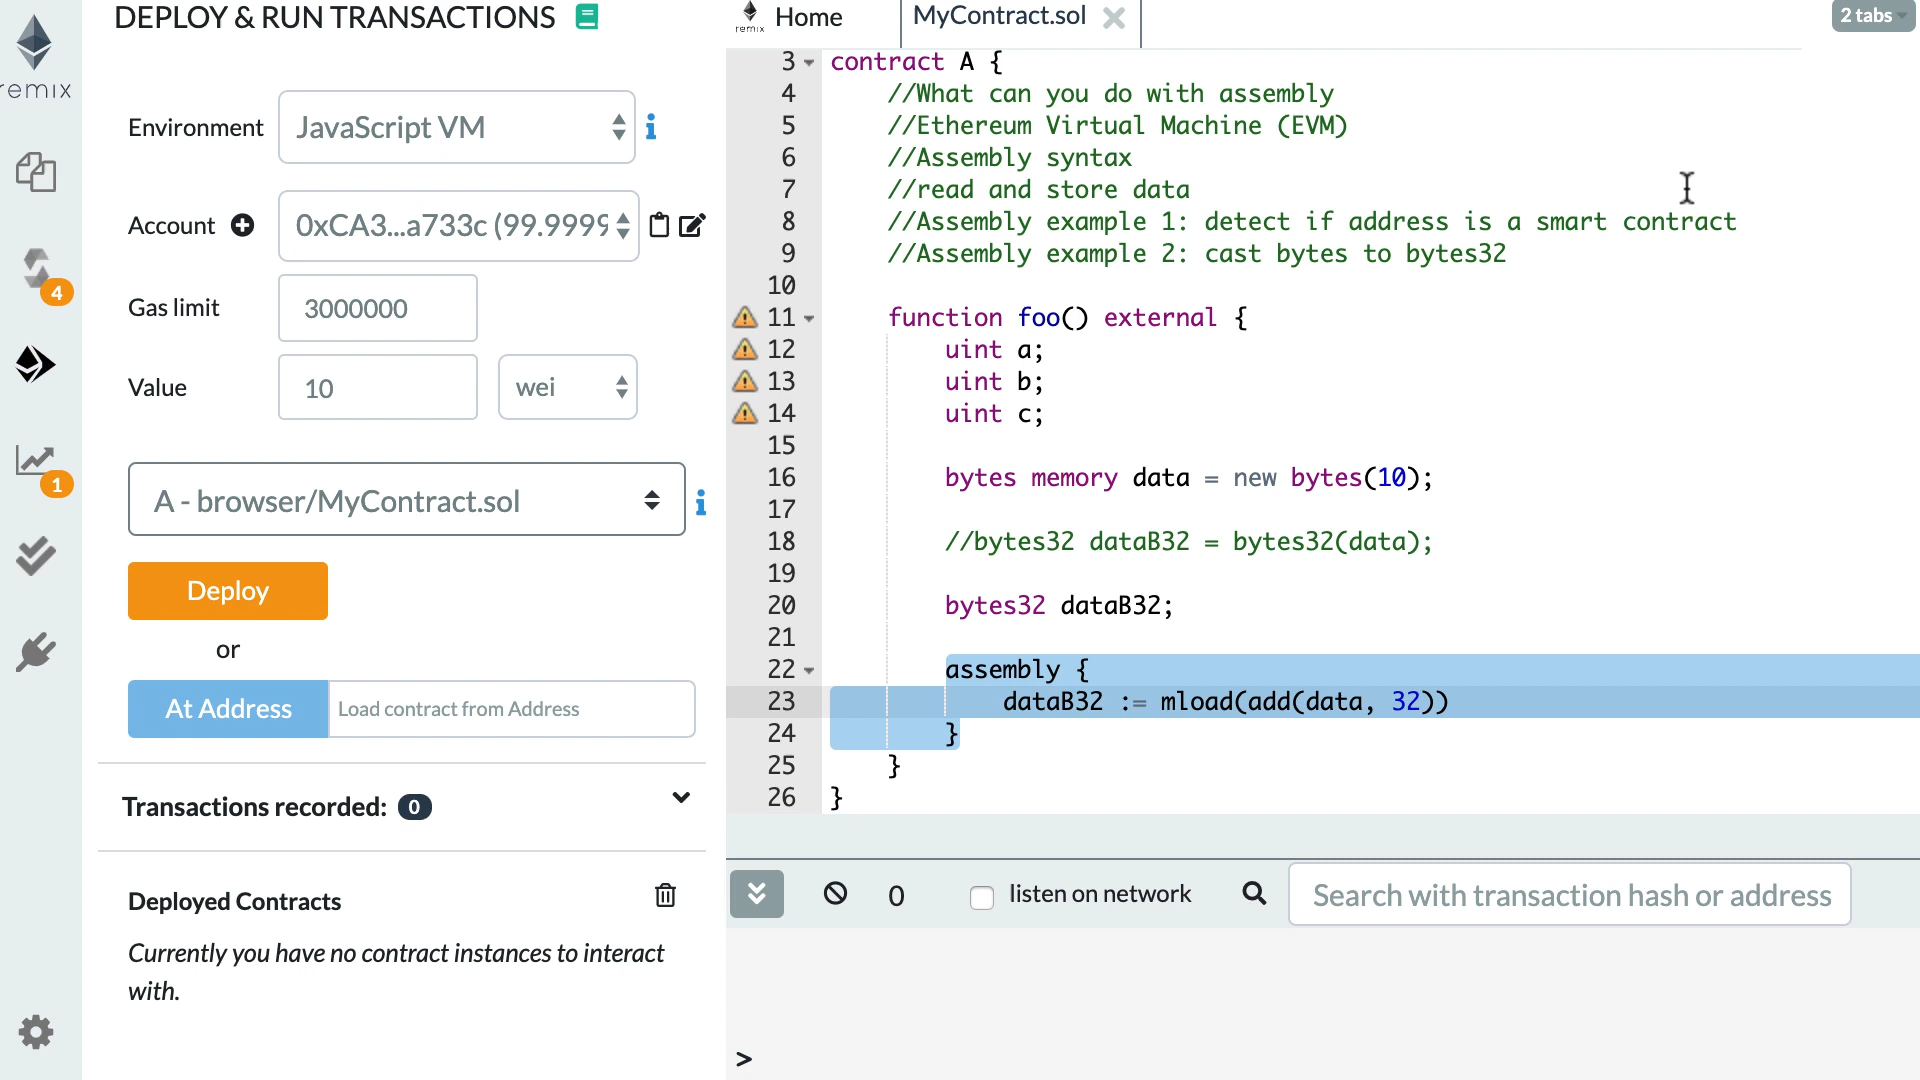 DEPLOY & RUN TRANSACTIONS
remix
4
1
Environment
JavaScript VM
Account
0xCA3...a733c (99.9999
Gas limit
3000000
Value
10
wei
A - browser/MyContract.sol
Deploy
or
At Address
Load contract from Address
Transactions recorded: 0
Deployed Contracts
Currently you have no contract instances to interact
with.
remix
Home
MyContract.sol
2 tabs
3 contract A {
4 //What can you do with assembly
5 //Ethereum Virtual Machine (EVM)
6 //Assembly syntax
7 //read and store data
8 //Assembly example 1: detect if address is a smart contract
9 //Assembly example 2: cast bytes to bytes32
10
11 function foo() external {
12 uint a;
13 uint b;
14 uint c;
15
16 bytes memory data = new bytes(10);
17
18 //bytes32 dataB32 = bytes32(data);
19
20 bytes32 dataB32;
21
22 assembly {
23 dataB32 := mload(add(data, 32))
24 }
25 }
26 }
0
listen on network
Search with transaction hash or address
>